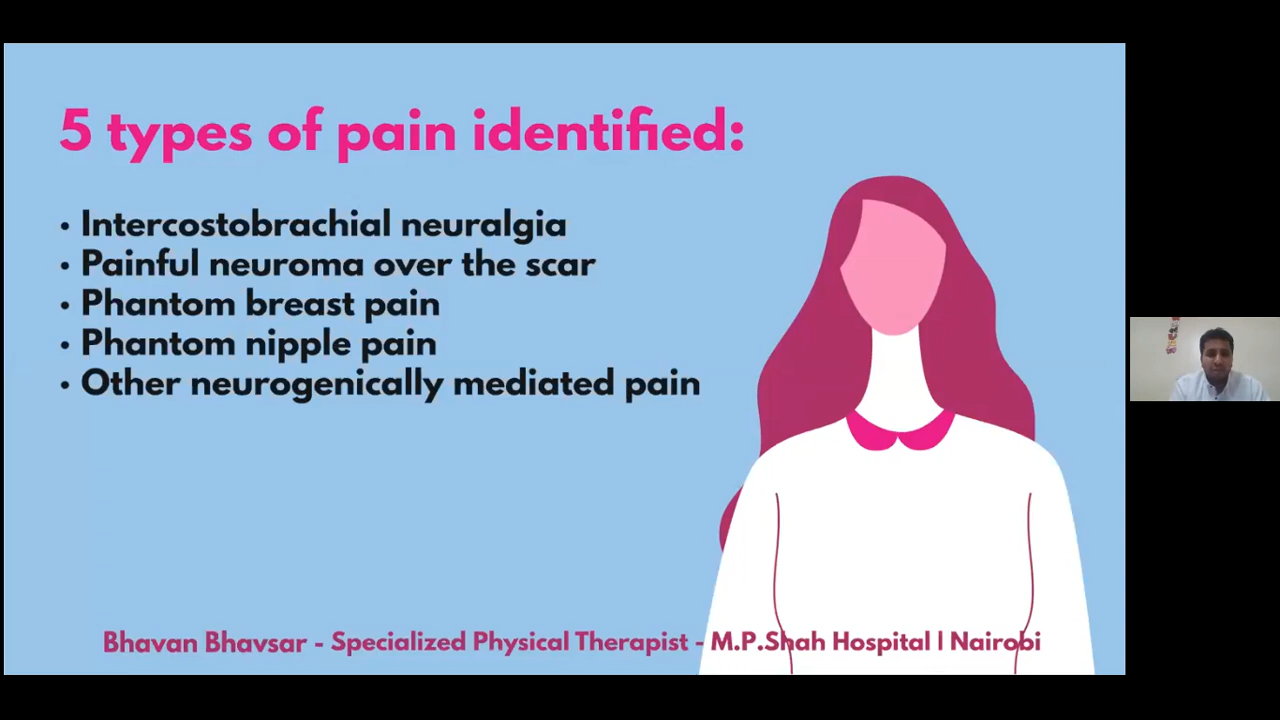 5 types of pain identified:
• Intercostobrachial neuralgia
• Painful neuroma over the scar
• Phantom breast pain
• Phantom nipple pain
• Other neurogenically mediated pain
Bhavan Bhavsar - Specialized Physical Therapist - M.P.Shah Hospital | Nairobi